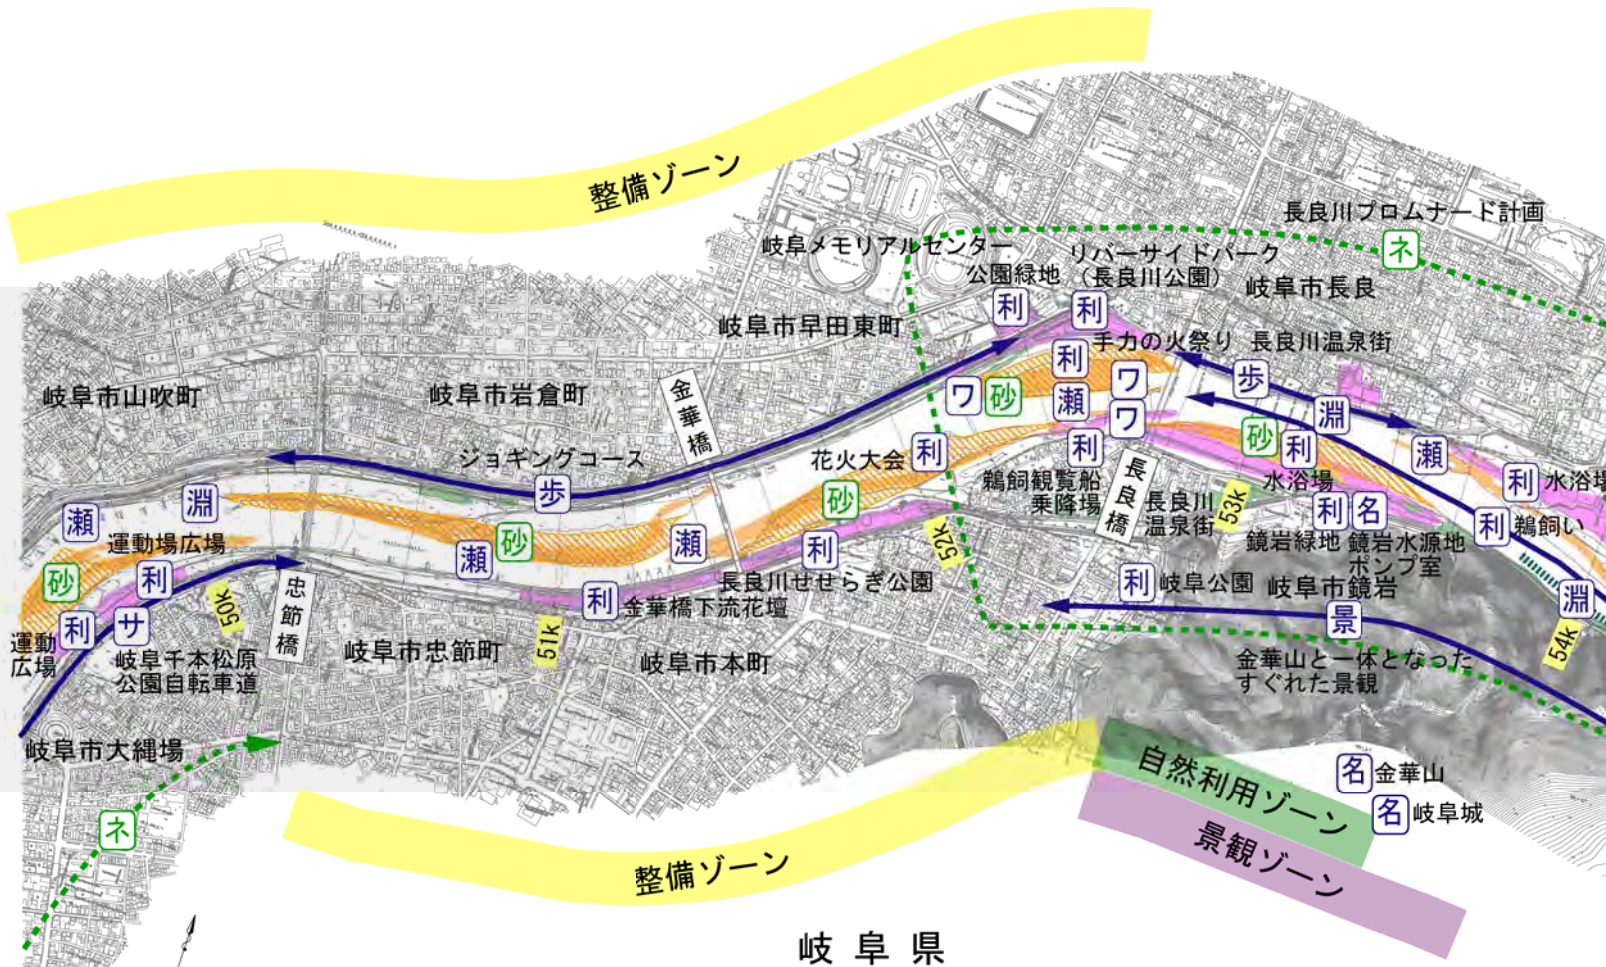 整備ゾーン
長良川プロムナード計画
ネ
岐阜メモリアルセンター
リバーサイドパーク
（長良川公園）
公園緑地
岐阜市長良
利
利
岐阜市早田東町
手力の火祭り
長良川温泉街
利
ワ
歩
岐阜市山吹町
岐阜市岩倉町
金華橋
ワ
砂
瀬
ワ
淵
ジョギングコース
花火大会
利
利
砂
利
瀬
歩
鵜飼観覧船
乗降場
長良橋
長良川
温泉街
53k
水浴場
利
水浴場
瀬
淵
砂
利
名
利
鵜飼い
運動場広場
瀬
砂
瀬
利
52k
鏡岩緑地
鏡岩水源地
ポンプ室
砂
利
長良川せせらぎ公園
利
岐阜公園
岐阜市鏡岩
淵
50k
忠節橋
利
金華橋下流花壇
景
運動
広場
利
サ
51k
54k
岐阜千本松原
公園自転車道
岐阜市忠節町
岐阜市本町
金華山と一体となった
すぐれた景観
岐阜市大縄場
自然利用ゾーン
名
金華山
ネ
名
岐阜城
整備ゾーン
景観ゾーン
岐阜県